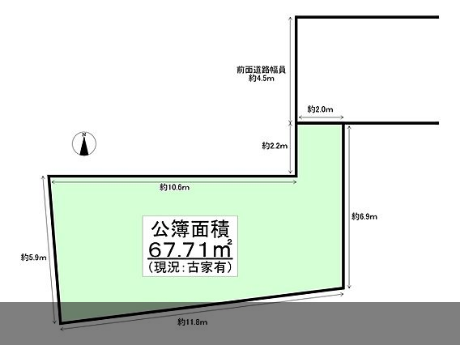 前面道路幅員
約4.5m
約2.0m
約2.2m
約10.6m
約6.9m
約5.9m
公簿面積
67.71㎡
(現況:古家有)
約11.8m